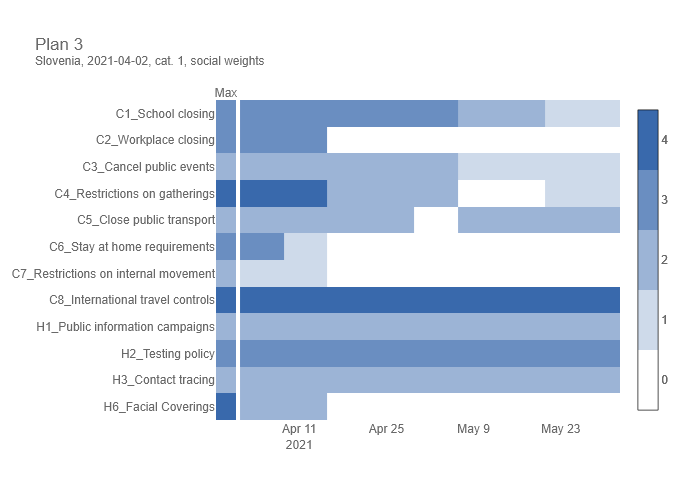 Plan 3
Slovenia, 2021-04-02, cat. 1, social weights
Max
C1_School closing
C2_Workplace closing
C3_Cancel public events
C4_Restrictions on gatherings
C5_Close public transport
C6_Stay at home requirements
C7_Restrictions on internal movement
C8_International travel controls
H1_Public information campaigns
H2_Testing policy
H3_Contact tracing
H6_Facial Coverings
4
3
2
1
0
Apr 11 Apr 25 May 9 May 23
2021